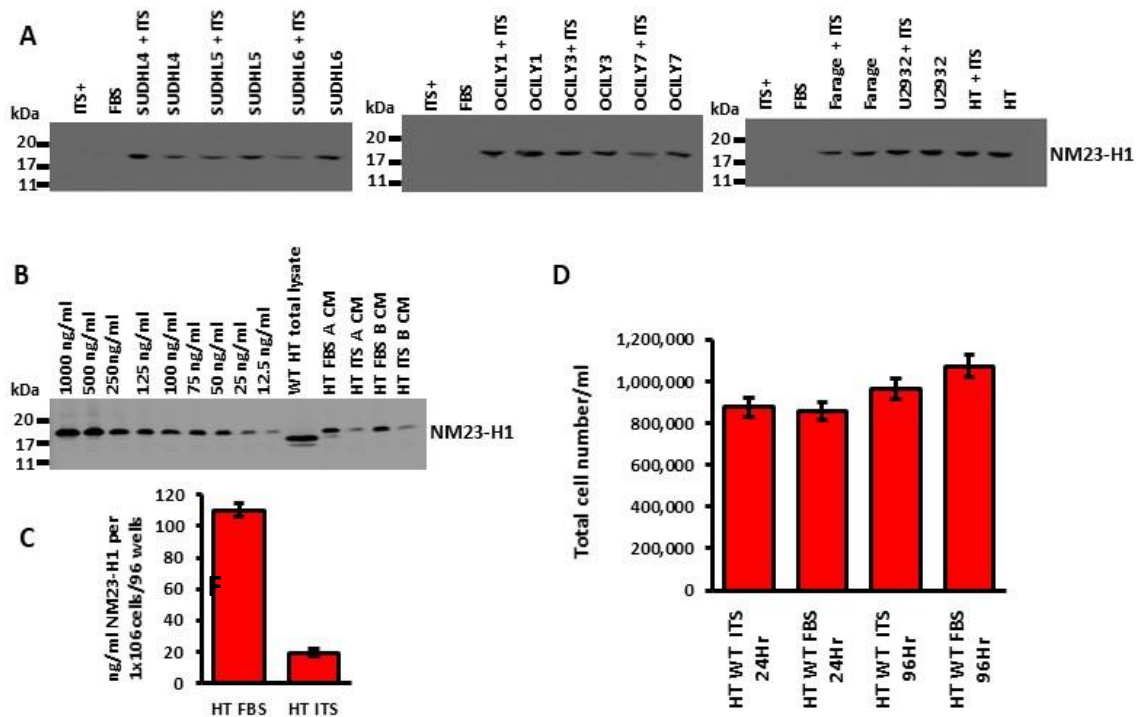 A
ITS+
FBS
SUDHL4 + ITS
SUDHL4
SUDHL5 + ITS
SUDHL5
SUDHL6 + ITS
SUDHL6
kDa
20
17
11
ITS+
FBS
OCILY1 + ITS
OCILY1
OCILY3+ ITS
OCILY3
OCILY7 + ITS
OCILY7
kDa
20
17
11
ITS+
FBS
Farage + ITS
Farage
U2932 + ITS
U2932
HT + ITS
HT
kDa
20
17
11
NM23-H1
B
1000 ng/ml
500 ng/ml
250ng/ml
125 ng/ml
100 ng/ml
75 ng/ml
50 ng/ml
25 ng/ml
12.5 ng/ml
WT HT total lysate
HT FBS A CM
HT ITS A CM
HT FBS B CM
HT ITS B CM
kDa
20
17
11
NM23-H1
C
ng/ml NM23-H1 per
1x106cells/96 wells
120
100
80
60
40
20
0
HT FBS
HT ITS
D
Total cell number/ml
1,200,000
1,000,000
800,000
600,000
400,000
200,000
0
HT WT ITS
24Hr
HT WT FBS
24Hr
HT WT ITS
96Hr
HT WT FBS
96Hr